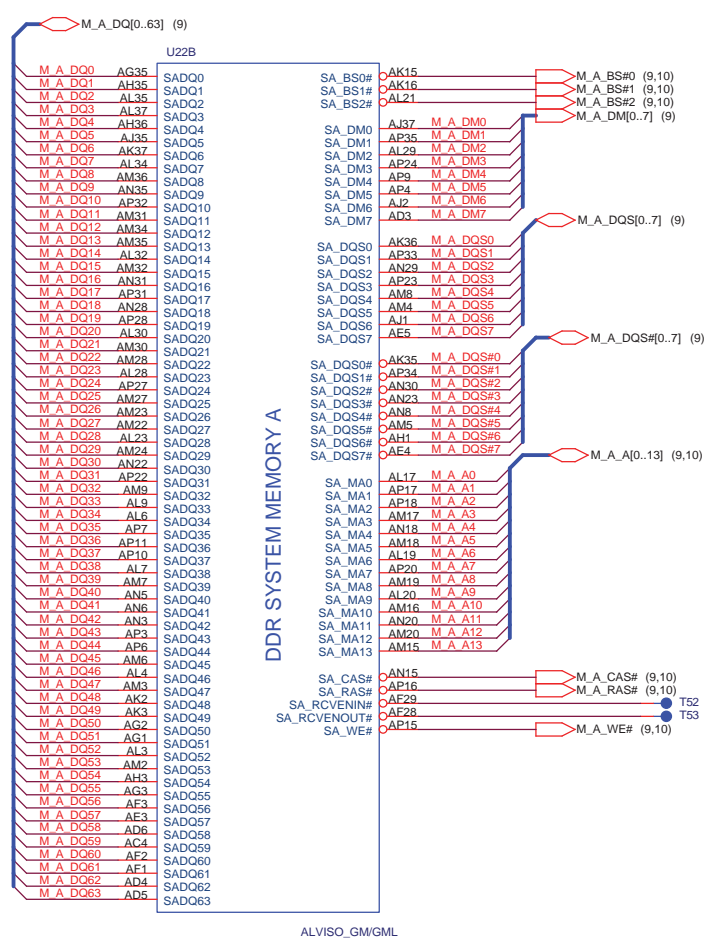 M_A_DQ[0..63] (9)
U22B
M_A_DQ0 AG35 SADQ0
M_A_DQ1 AH35 SADQ1
M_A_DQ2 AL35 SADQ2
M_A_DQ3 AL37 SADQ3
M_A_DQ4 AH36 SADQ4
M_A_DQ5 AJ35 SADQ5
M_A_DQ6 AK37 SADQ6
M_A_DQ7 AL34 SADQ7
M_A_DQ8 AM36 SADQ8
M_A_DQ9 AN35 SADQ9
M_A_DQ10 AP32 SADQ10
M_A_DQ11 AM31 SADQ11
M_A_DQ12 AM34 SADQ12
M_A_DQ13 AM35 SADQ13
M_A_DQ14 AL32 SADQ14
M_A_DQ15 AM32 SADQ15
M_A_DQ16 AN31 SADQ16
M_A_DQ17 AP31 SADQ17
M_A_DQ18 AN28 SADQ18
M_A_DQ19 AP28 SADQ19
M_A_DQ20 AL30 SADQ20
M_A_DQ21 AM30 SADQ21
M_A_DQ22 AM28 SADQ22
M_A_DQ23 AL28 SADQ23
M_A_DQ24 AP27 SADQ24
M_A_DQ25 AM27 SADQ25
M_A_DQ26 AM23 SADQ26
M_A_DQ27 AM22 SADQ27
M_A_DQ28 AL23 SADQ28
M_A_DQ29 AM24 SADQ29
M_A_DQ30 AN22 SADQ30
M_A_DQ31 AP22 SADQ31
M_A_DQ32 AM9 SADQ32
M_A_DQ33 AL9 SADQ33
M_A_DQ34 AL6 SADQ34
M_A_DQ35 AP7 SADQ35
M_A_DQ36 AP11 SADQ36
M_A_DQ37 AP10 SADQ37
M_A_DQ38 AL7 SADQ38
M_A_DQ39 AM7 SADQ39
M_A_DQ40 AN5 SADQ40
M_A_DQ41 AN6 SADQ41
M_A_DQ42 AN3 SADQ42
M_A_DQ43 AP3 SADQ43
M_A_DQ44 AP6 SADQ44
M_A_DQ45 AM6 SADQ45
M_A_DQ46 AL4 SADQ46
M_A_DQ47 AM3 SADQ47
M_A_DQ48 AK2 SADQ48
M_A_DQ49 AK3 SADQ49
M_A_DQ50 AG2 SADQ50
M_A_DQ51 AG1 SADQ51
M_A_DQ52 AL3 SADQ52
M_A_DQ53 AM2 SADQ53
M_A_DQ54 AH3 SADQ54
M_A_DQ55 AG3 SADQ55
M_A_DQ56 AF3 SADQ56
M_A_DQ57 AE3 SADQ57
M_A_DQ58 AD6 SADQ58
M_A_DQ59 AC4 SADQ59
M_A_DQ60 AF2 SADQ60
M_A_DQ61 AF1 SADQ61
M_A_DQ62 AD4 SADQ62
M_A_DQ63 AD5 SADQ63
DDR SYSTEM MEMORY A
SA_BS0# AK15 M_A_BS#0 (9,10)
SA_BS1# AK16 M_A_BS#1 (9,10)
SA_BS2# AL21 M_A_BS#2 (9,10)
M_A_DM[0..7] (9)
SA_DM0 AJ37 M_A_DM0
SA_DM1 AP35 M_A_DM1
SA_DM2 AL29 M_A_DM2
SA_DM3 AP24 M_A_DM3
SA_DM4 AP9 M_A_DM4
SA_DM5 AP4 M_A_DM5
SA_DM6 AJ2 M_A_DM6
SA_DM7 AD3 M_A_DM7
M_A_DQS[0..7] (9)
SA_DQS0 AK36 M_A_DQS0
SA_DQS1 AP33 M_A_DQS1
SA_DQS2 AN29 M_A_DQS2
SA_DQS3 AP23 M_A_DQS3
SA_DQS4 AM8 M_A_DQS4
SA_DQS5 AM4 M_A_DQS5
SA_DQS6 AJ1 M_A_DQS6
SA_DQS7 AE5 M_A_DQS7
M_A_DQS#[0..7] (9)
SA_DQS0# AK35 M_A_DQS#0
SA_DQS1# AP34 M_A_DQS#1
SA_DQS2# AN30 M_A_DQS#2
SA_DQS3# AN23 M_A_DQS#3
SA_DQS4# AN8 M_A_DQS#4
SA_DQS5# AM5 M_A_DQS#5
SA_DQS6# AH1 M_A_DQS#6
SA_DQS7# AE4 M_A_DQS#7
M_A_A[0..13] (9,10)
SA_MA0 AL17 M_A_A0
SA_MA1 AP17 M_A_A1
SA_MA2 AP18 M_A_A2
SA_MA3 AM17 M_A_A3
SA_MA4 AN18 M_A_A4
SA_MA5 AM18 M_A_A5
SA_MA6 AL19 M_A_A6
SA_MA7 AP20 M_A_A7
SA_MA8 AM19 M_A_A8
SA_MA9 AL20 M_A_A9
SA_MA10 AM16 M_A_A10
SA_MA11 AN20 M_A_A11
SA_MA12 AM20 M_A_A12
SA_MA13 AM15 M_A_A13
SA_CAS# AN15 M_A_CAS# (9,10)
SA_RAS# AP16 M_A_RAS# (9,10)
SA_RCVENIN# AF29 T52
SA_RCVENOUT# AF28 T53
SA_WE# AP15 M_A_WE# (9,10)
ALVISO_GM/GML